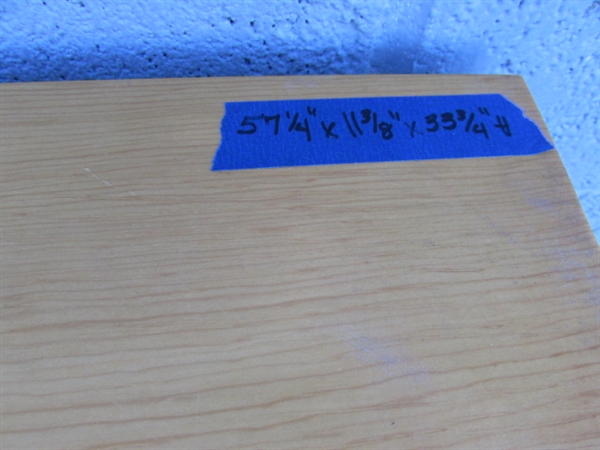 57 1/4" x 11 3/8" x 33 3/4" H